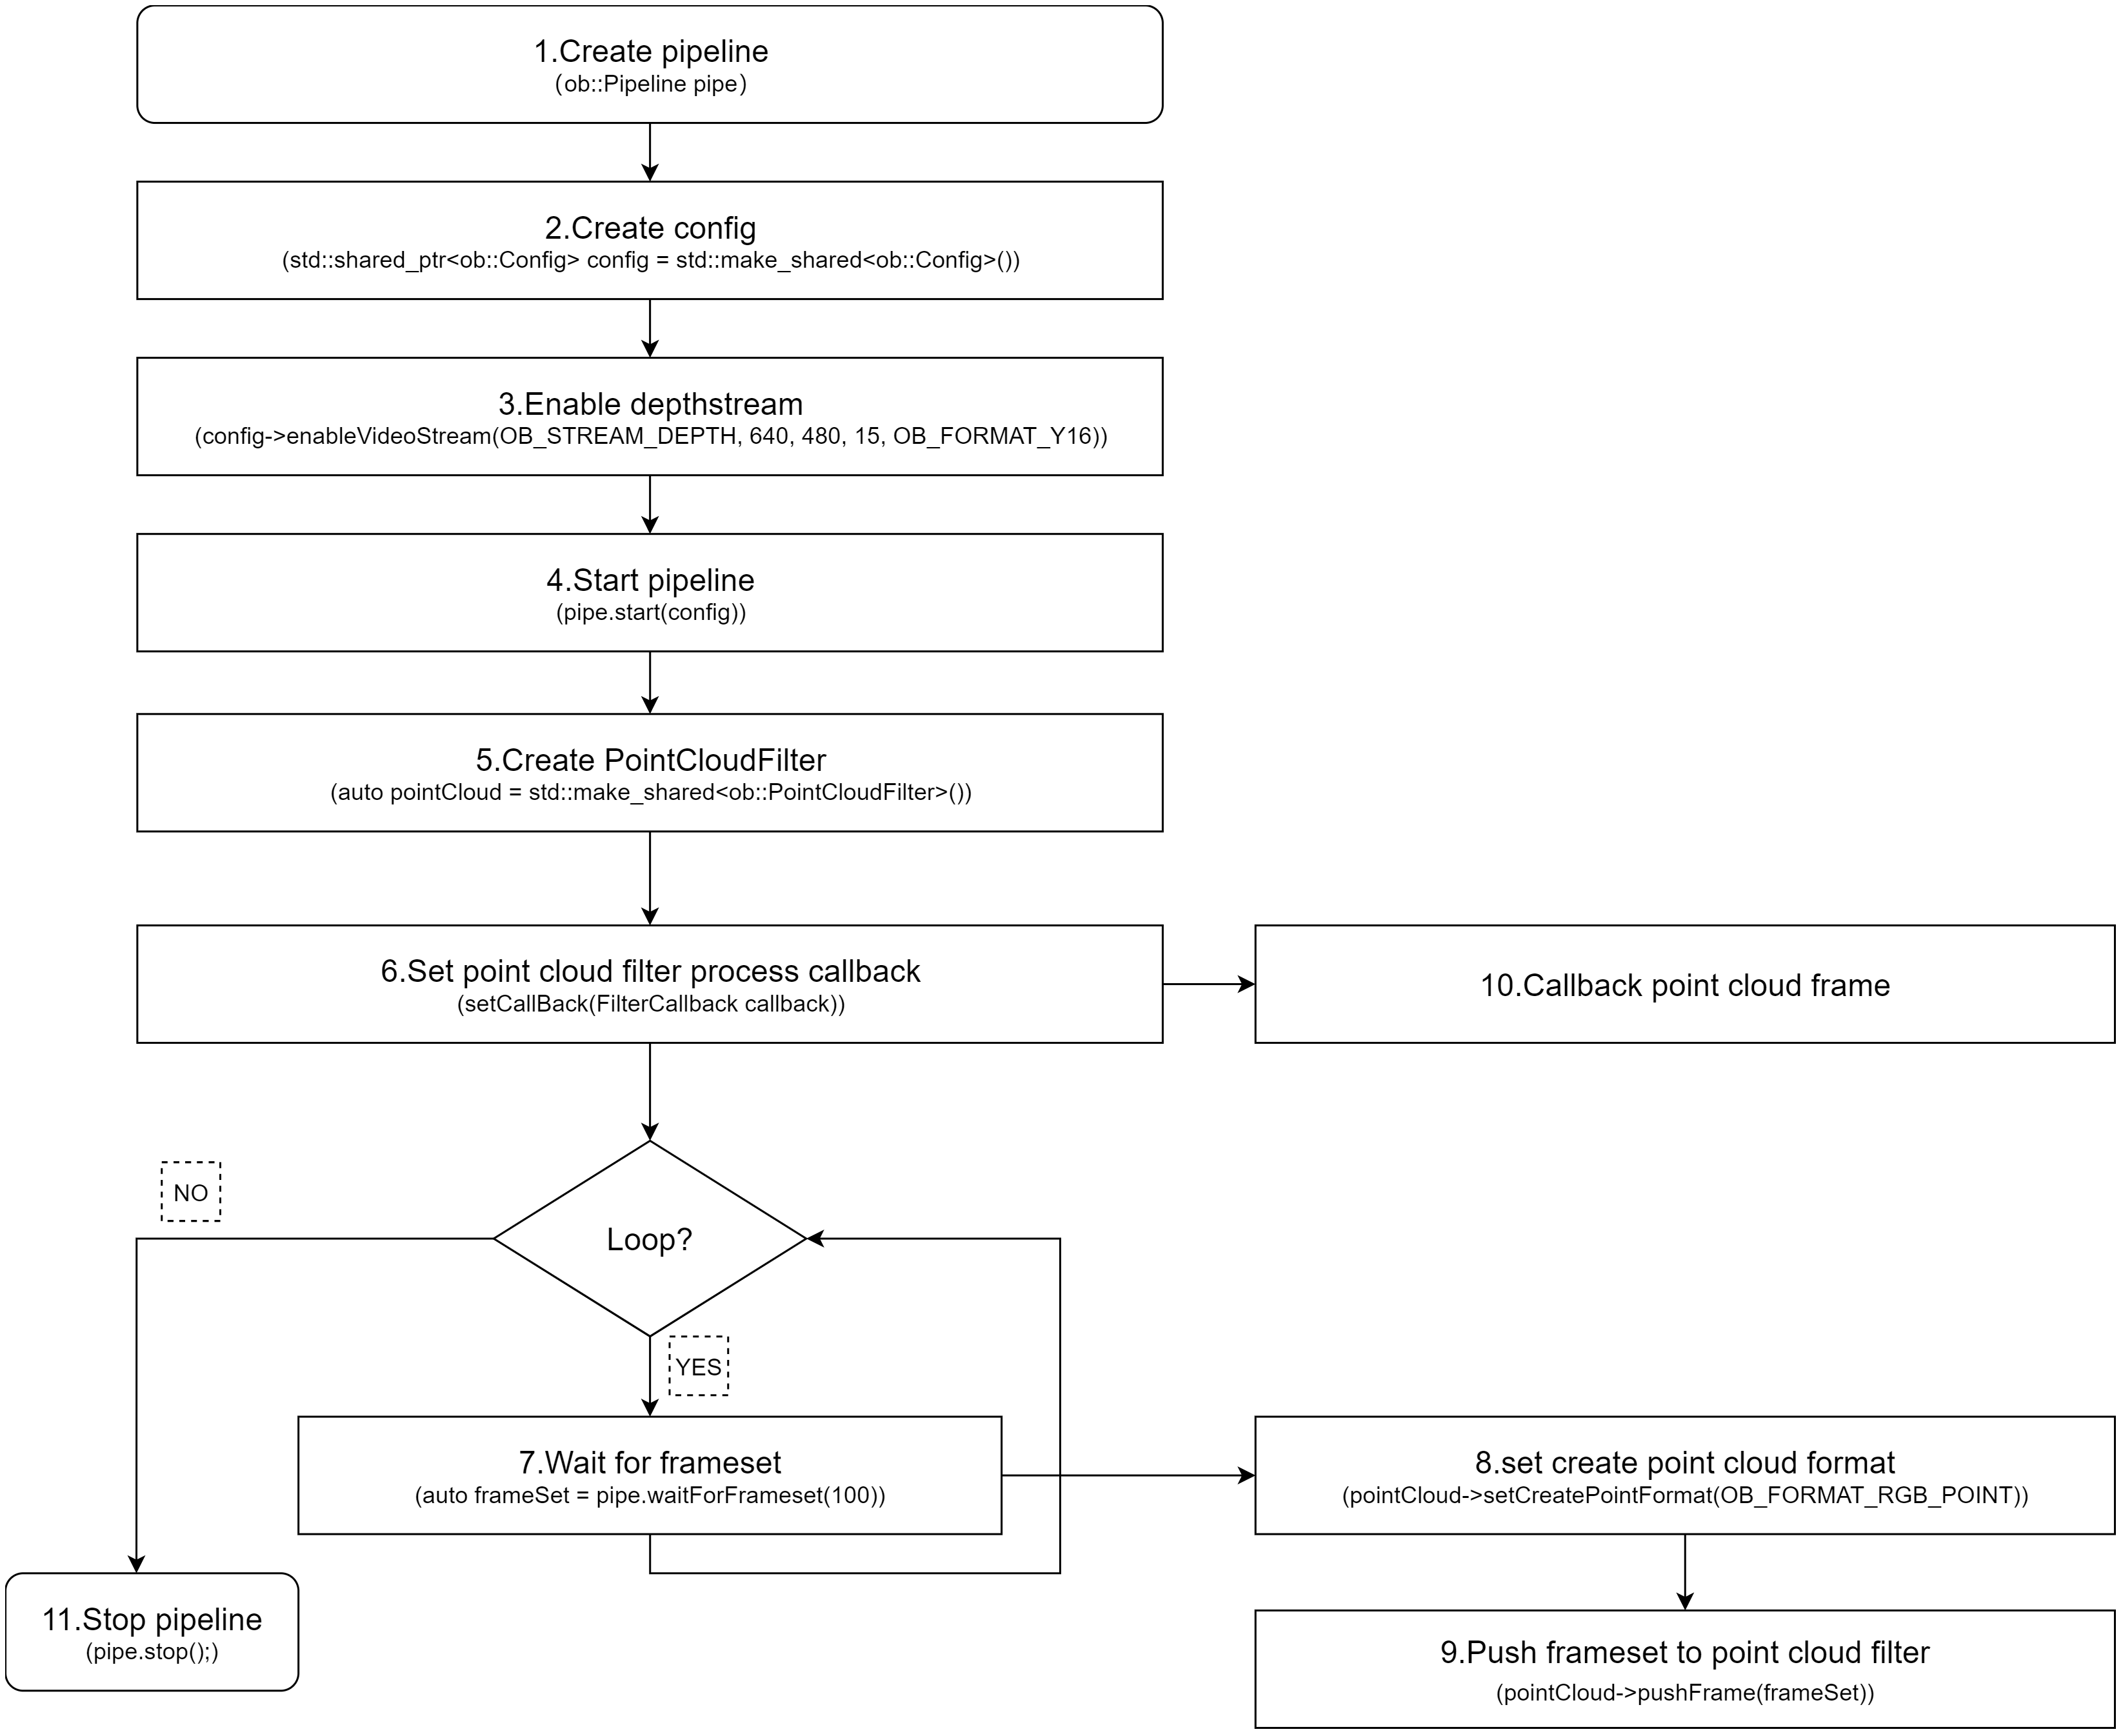 1.Create pipeline
(ob::Pipeline pipe)
2.Create config
(std::shared_ptr<ob::Config> config = std::make_shared<ob::Config>())
3.Enable depthstream
(config->enableVideoStream(OB_STREAM_DEPTH, 640, 480, 15, OB_FORMAT_Y16))
4.Start pipeline
(pipe.start(config))
5.Create PointCloudFilter
(auto pointCloud = std::make_shared<ob::PointCloudFilter>())
6.Set point cloud filter process callback
(setCallBack(FilterCallback callback))
10.Callback point cloud frame
NO
Loop?
YES
7.Wait for frameset
(auto frameSet = pipe.waitForFrameset(100))
8.set create point cloud format
(pointCloud->setCreatePointFormat(OB_FORMAT_RGB_POINT))
11.Stop pipeline
(pipe.stop();)
9.Push frameset to point cloud filter
(pointCloud->pushFrame(frameSet))